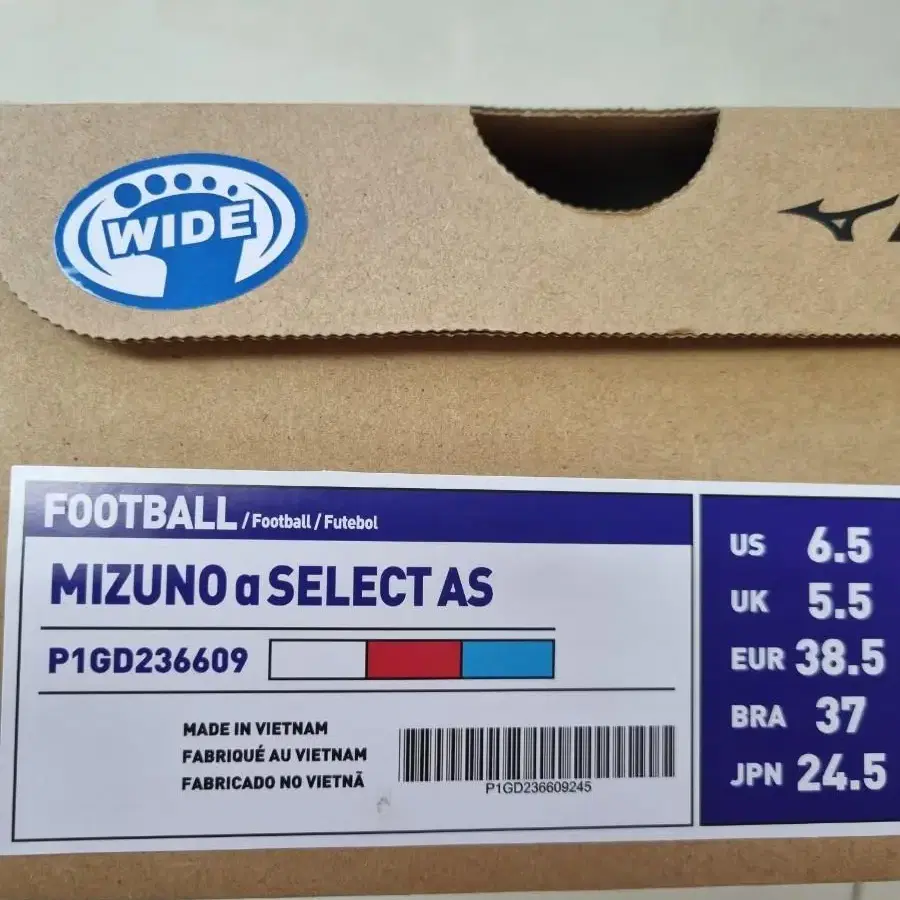 WIDE
FOOTBALL / Football / Futebol
MIZUNO α SELECT AS
P1GD236609
MADE IN VIETNAM
FABRIQUÉ AU VIETNAM
FABRICADO NO VIETNÃ
P1GD236609245
US 6.5
UK 5.5
EUR 38.5
BRA 37
JPN 24.5